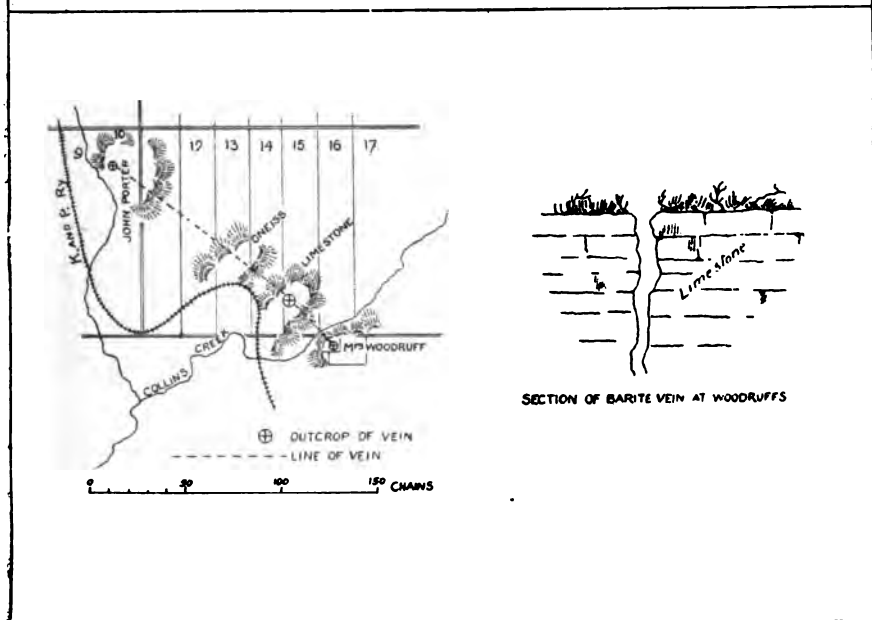 9
10
12
13
14
15
16
17
K. AND P. RY
JOHN PORTER
GNEISS
LIMESTONE
MRS WOODRUFF
COLLINS CREEK
⊕ OUTCROP OF VEIN
--------- LINE OF VEIN
0 50 100 150 CHAINS
Limestone
SECTION OF BARITE VEIN AT WOODRUFFS